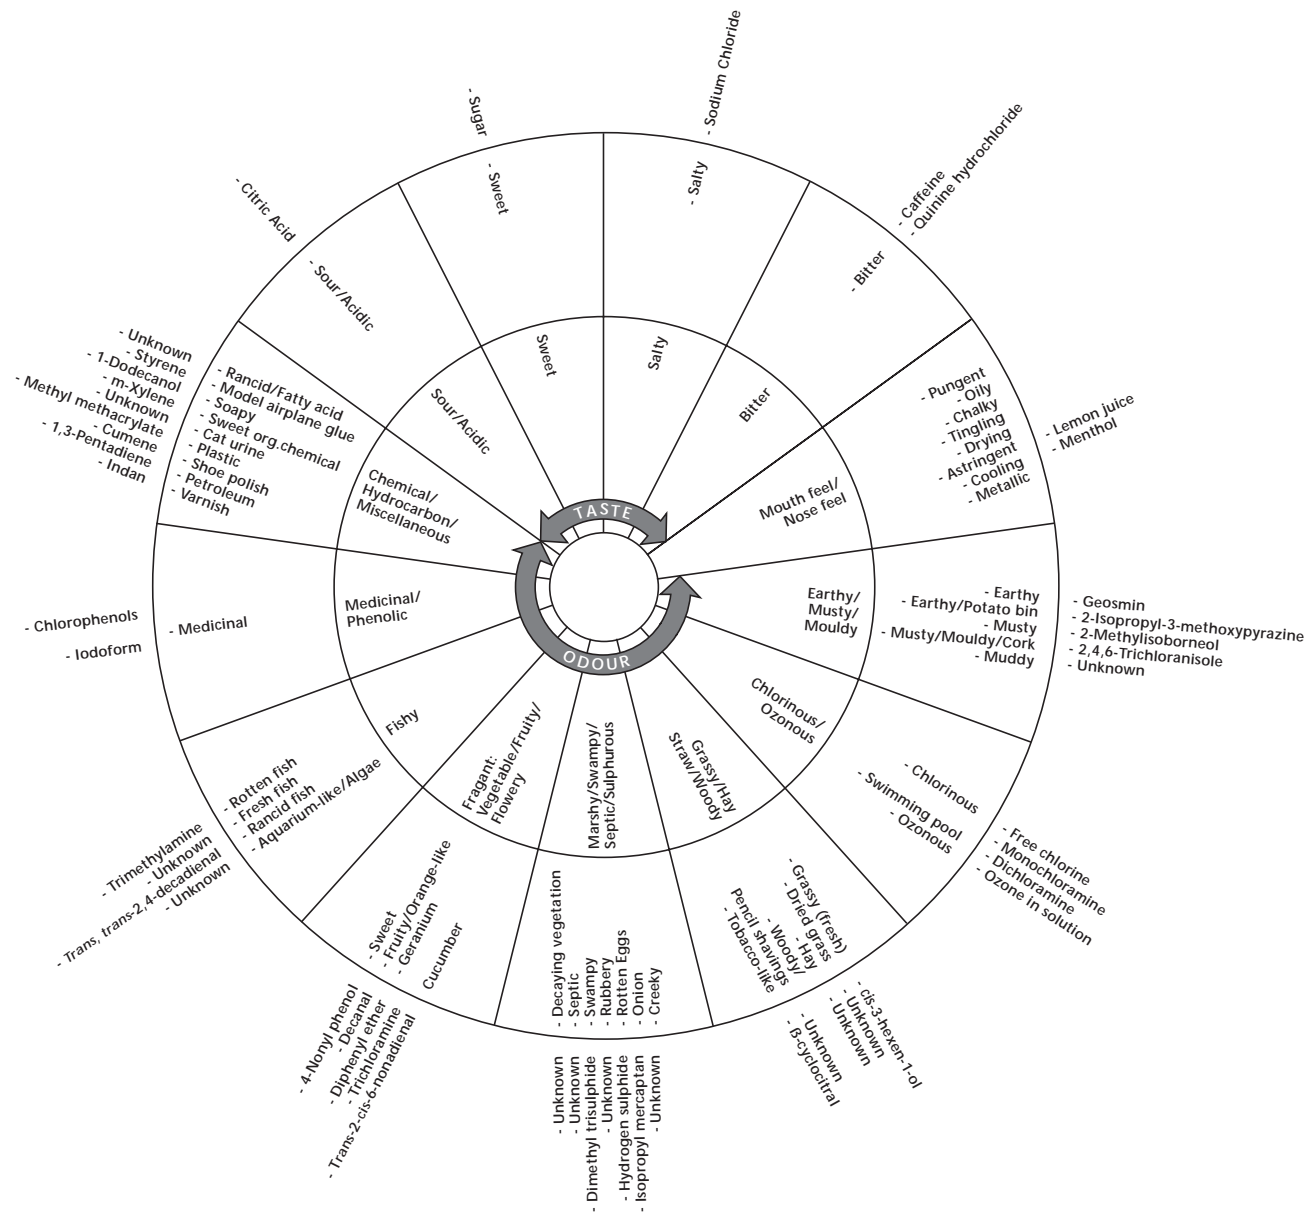 TASTE
ODOUR
Sweet
- Sweet
- Sugar
Salty
- Salty
- Sodium Chloride
Bitter
- Bitter
- Caffeine
- Quinine hydrochloride
Mouth feel/
Nose feel
- Pungent
- Oily
- Chalky
- Tingling
- Drying
- Astringent
- Cooling
- Metallic
- Lemon juice
- Menthol
Earthy/
Musty/
Mouldy
- Earthy
- Earthy/Potato bin
- Musty
- Musty/Mouldy/Cork
- Muddy
- Geosmin
- 2-Isopropyl-3-methoxypyrazine
- 2-Methylisoborneol
- 2,4,6-Trichloranisole
- Unknown
Chlorinous/
Ozonous
- Chlorinous
- Swimming pool
- Ozonous
- Free chlorine
- Monochloramine
- Dichloramine
- Ozone in solution
Grassy/Hay
Straw/Woody
- Grassy (fresh)
- Dried grass
- Hay
- Woody/
Pencil shavings
- Tobacco-like
- cis-3-hexen-1-ol
- Unknown
- Unknown
- Unknown
- ß-cyclocitral
Marshy/Swampy/
Septic/Sulphurous
- Decaying vegetation
- Septic
- Swampy
- Rubbery
- Rotten Eggs
- Onion
- Creeky
- Unknown
- Unknown
- Dimethyl trisulphide
- Unknown
- Hydrogen sulphide
- Isopropyl mercaptan
- Unknown
Fragant:
Vegetable/Fruity/
Flowery
- Sweet
- Fruity/Orange-like
- Geranium
Cucumber
- 4-Nonyl phenol
- Decanal
- Diphenyl ether
- Trichloramine
- Trans-2-cis-6-nonadienal
Fishy
- Rotten fish
- Fresh fish
- Rancid fish
- Aquarium-like/Algae
- Trimethylamine
- Unknown
- Trans, trans-2,4-decadienal
- Unknown
Medicinal/
Phenolic
- Medicinal
- Chlorophenols
- Iodoform
Chemical/
Hydrocarbon/
Miscellaneous
- Rancid/Fatty acid
- Model airplane glue
- Soapy
- Sweet org.chemical
- Cat urine
- Plastic
- Shoe polish
- Petroleum
- Varnish
- Unknown
- Styrene
- 1-Dodecanol
- m-Xylene
- Unknown
- Methyl methacrylate
- Cumene
- 1,3-Pentadiene
- Indan
Sour/Acidic
- Sour/Acidic
- Citric Acid